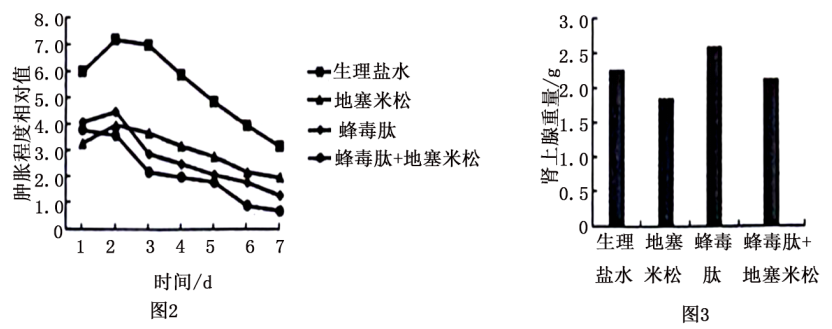 8.0
7.0
6.0
5.0
4.0
3.0
2.0
1.0
0
肿胀程度相对值
1 2 3 4 5 6 7
时间/d
图2
生理盐水
地塞米松
蜂毒肽
蜂毒肽+地塞米松
3.0
2.5
2.0
1.5
1.0
0.5
0
肾上腺重量/g
生理 地塞 蜂毒 蜂毒肽+
盐水 米松 肽 地塞米松
图3